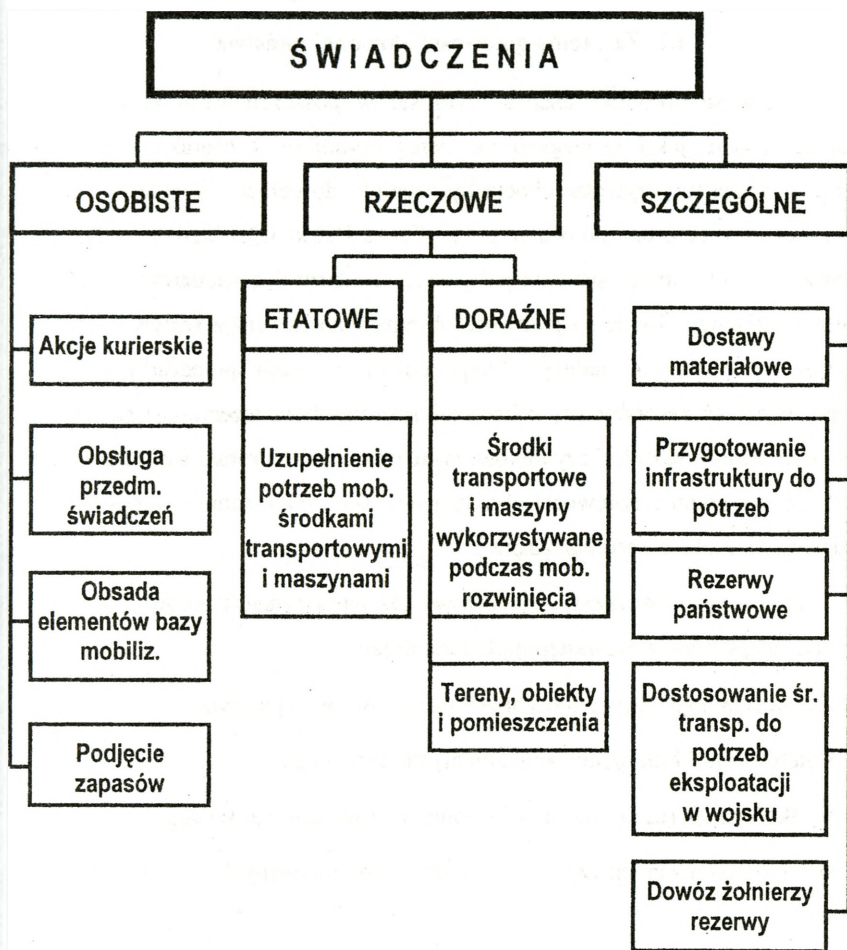 ŚWIADCZENIA
OSOBISTE
RZECZOWE
SZCZEGÓLNE
Akcje kurierskie
Obsługa
przedm.
świadczeń
Obsada
elementów bazy
mobiliz.
Podjęcie
zapasów
ETATOWE
Uzupełnienie
potrzeb mob.
środkami
transportowymi
i maszynami
DORAŹNE
Środki
transportowe
i maszyny
wykorzystywane
podczas mob.
rozwinięcia
Tereny, obiekty
i pomieszczenia
Dostawy
materiałowe
Przygotowanie
infrastruktury do
potrzeb
Rezerwy
państwowe
Dostosowanie śr.
transp. do
potrzeb
eksploatacji
w wojsku
Dowóz żołnierzy
rezerwy